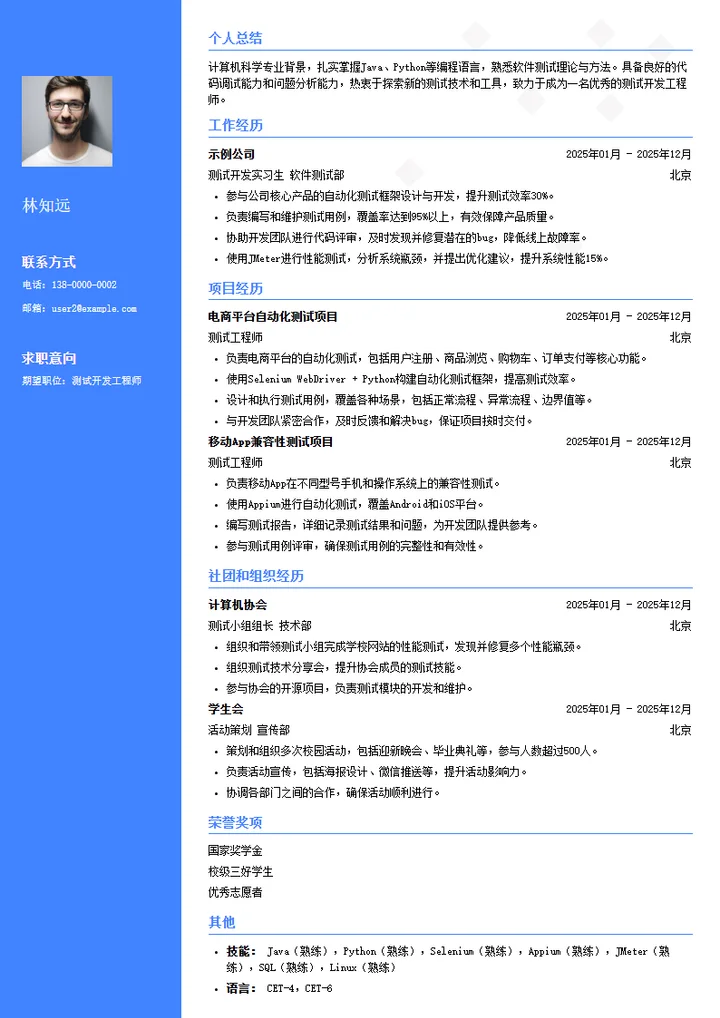 林知远
联系方式
电话：138-0000-0002
邮箱：user2@example.com
求职意向
期望职位：测试开发工程师
个人总结
计算机科学专业背景，扎实掌握Java、Python等编程语言，熟悉软件测试理论与方法。具备良好的代
码调试能力和问题分析能力，热衷于探索新的测试技术和工具，致力于成为一名优秀的测试开发工程
师。
工作经历
示例公司 2025年01月 - 2025年12月
测试开发实习生 软件测试部 北京
• 参与公司核心产品的自动化测试框架设计与开发，提升测试效率30%。
• 负责编写和维护测试用例，覆盖率达到95%以上，有效保障产品质量。
• 协助开发团队进行代码评审，及时发现并修复潜在的bug，降低线上故障率。
• 使用JMeter进行性能测试，分析系统瓶颈，并提出优化建议，提升系统性能15%。
项目经历
电商平台自动化测试项目 2025年01月 - 2025年12月
测试工程师 北京
• 负责电商平台的自动化测试，包括用户注册、商品浏览、购物车、订单支付等核心功能。
• 使用Selenium WebDriver + Python构建自动化测试框架，提高测试效率。
• 设计和执行测试用例，覆盖各种场景，包括正常流程、异常流程、边界值等。
• 与开发团队紧密合作，及时反馈和解决bug，保证项目按时交付。
移动App兼容性测试项目 2025年01月 - 2025年12月
测试工程师 北京
• 负责移动App在不同型号手机和操作系统上的兼容性测试。
• 使用Appium进行自动化测试，覆盖Android和iOS平台。
• 编写测试报告，详细记录测试结果和问题，为开发团队提供参考。
• 参与测试用例评审，确保测试用例的完整性和有效性。
社团和组织经历
计算机协会 2025年01月 - 2025年12月
测试小组组长 技术部 北京
• 组织和带领测试小组完成学校网站的性能测试，发现并修复多个性能瓶颈。
• 组织测试技术分享会，提升协会成员的测试技能。
• 参与协会的开源项目，负责测试模块的开发和维护。
学生会 2025年01月 - 2025年12月
活动策划 宣传部 北京
• 策划和组织多次校园活动，包括迎新晚会、毕业典礼等，参与人数超过500人。
• 负责活动宣传，包括海报设计、微信推送等，提升活动影响力。
• 协调各部门之间的合作，确保活动顺利进行。
荣誉奖项
国家奖学金
校级三好学生
优秀志愿者
其他
• 技能： Java（熟练），Python（熟练），Selenium（熟练），Appium（熟练），JMeter（熟
练），SQL（熟练），Linux（熟练）
• 语言： CET-4，CET-6